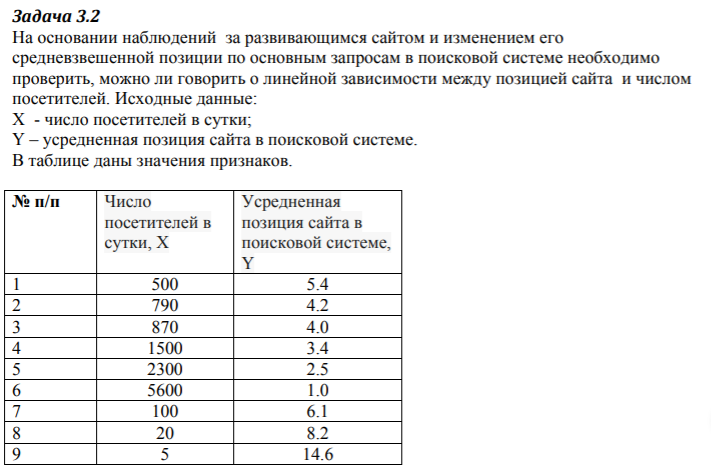 Задача 3.2
На основании наблюдений за развивающимся сайтом и изменением его
средневзвешенной позиции по основным запросам в поисковой системе необходимо
проверить, можно ли говорить о линейной зависимости между позицией сайта и числом
посетителей. Исходные данные:
X - число посетителей в сутки;
Y – усредненная позиция сайта в поисковой системе.
В таблице даны значения признаков.
№ п/п Число посетителей в сутки, X Усредненная позиция сайта в поисковой системе, Y
1 500 5.4
2 790 4.2
3 870 4.0
4 1500 3.4
5 2300 2.5
6 5600 1.0
7 100 6.1
8 20 8.2
9 5 14.6